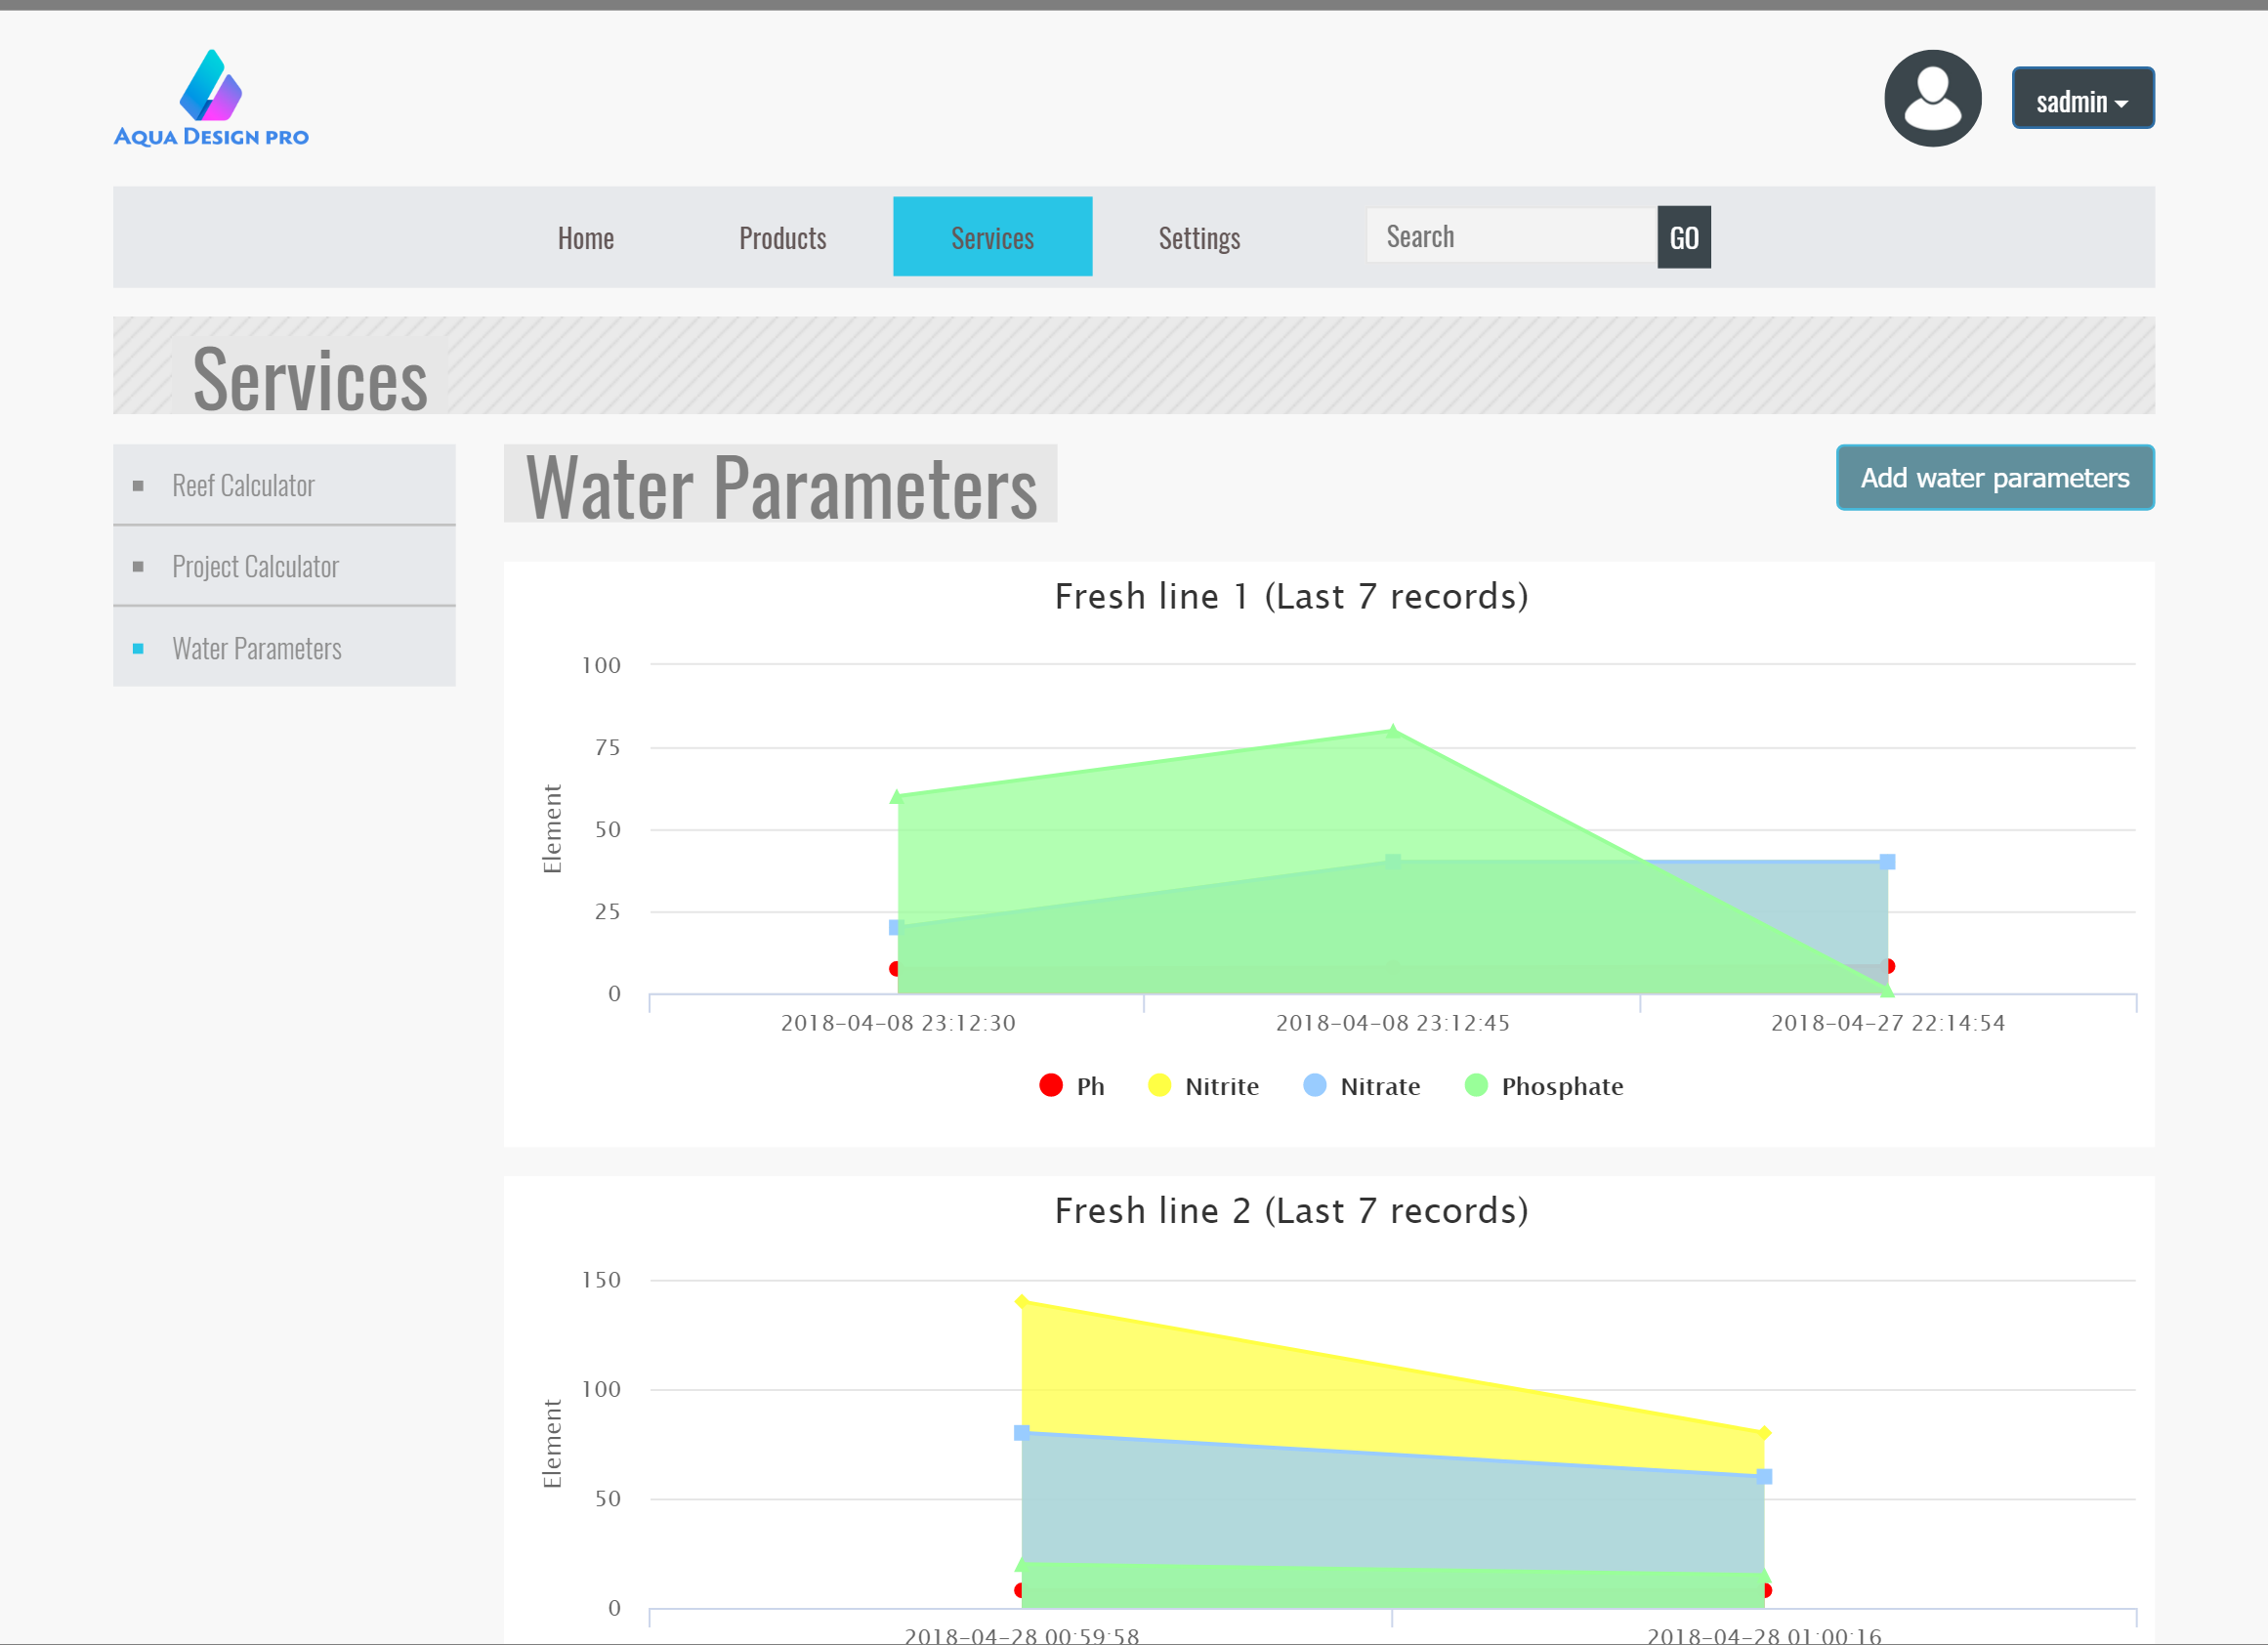 AQUA DESIGN PRO
sadmin
Home Products Services Settings Search GO
Services
Reef Calculator
Project Calculator
Water Parameters
Water Parameters
Add water parameters
Fresh line 1 (Last 7 records)
100
75
50
25
0
Element
2018-04-08 23:12:30 2018-04-08 23:12:45 2018-04-27 22:14:54
Ph Nitrite Nitrate Phosphate
Fresh line 2 (Last 7 records)
150
100
50
0
Element
2018-04-28 00:59:58 2018-04-28 01:00:16